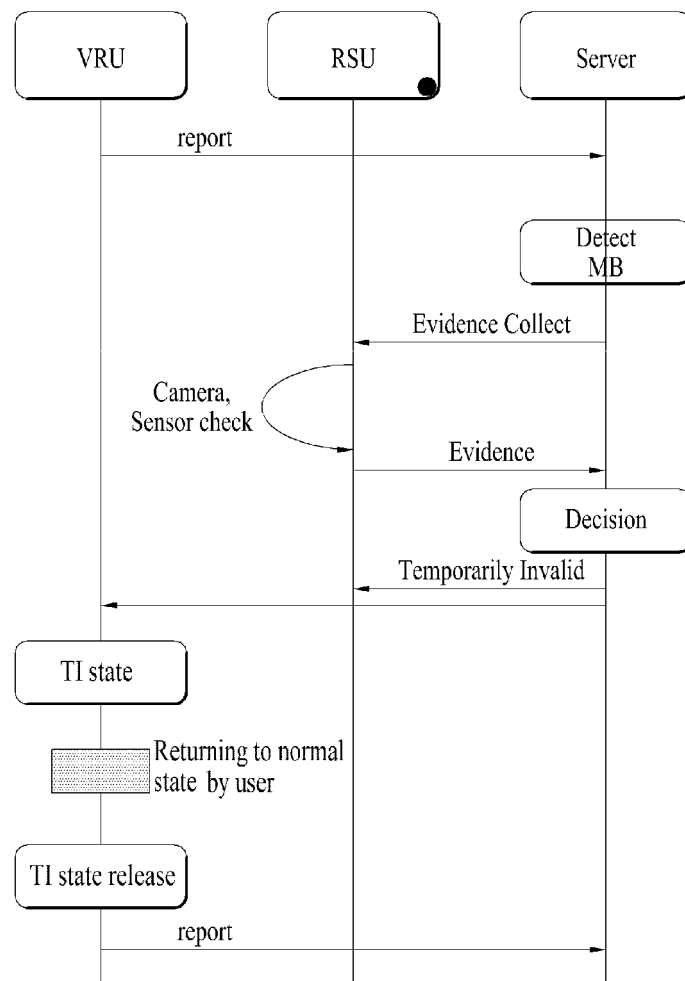 VRU
RSU
Server
report
Detect
MB
Evidence Collect
Camera,
Sensor check
Evidence
Decision
Temporarily Invalid
TI state
Returning to normal
state by user
TI state release
report